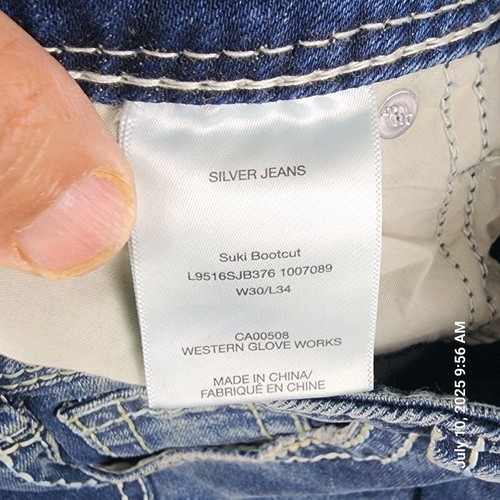 SILVER JEANS
Suki Bootcut
L9516SJB376 1007089
W30/L34
CA00508
WESTERN GLOVE WORKS
MADE IN CHINA/
FABRIQUÉ EN CHINE
July 10, 2025 9:56 AM